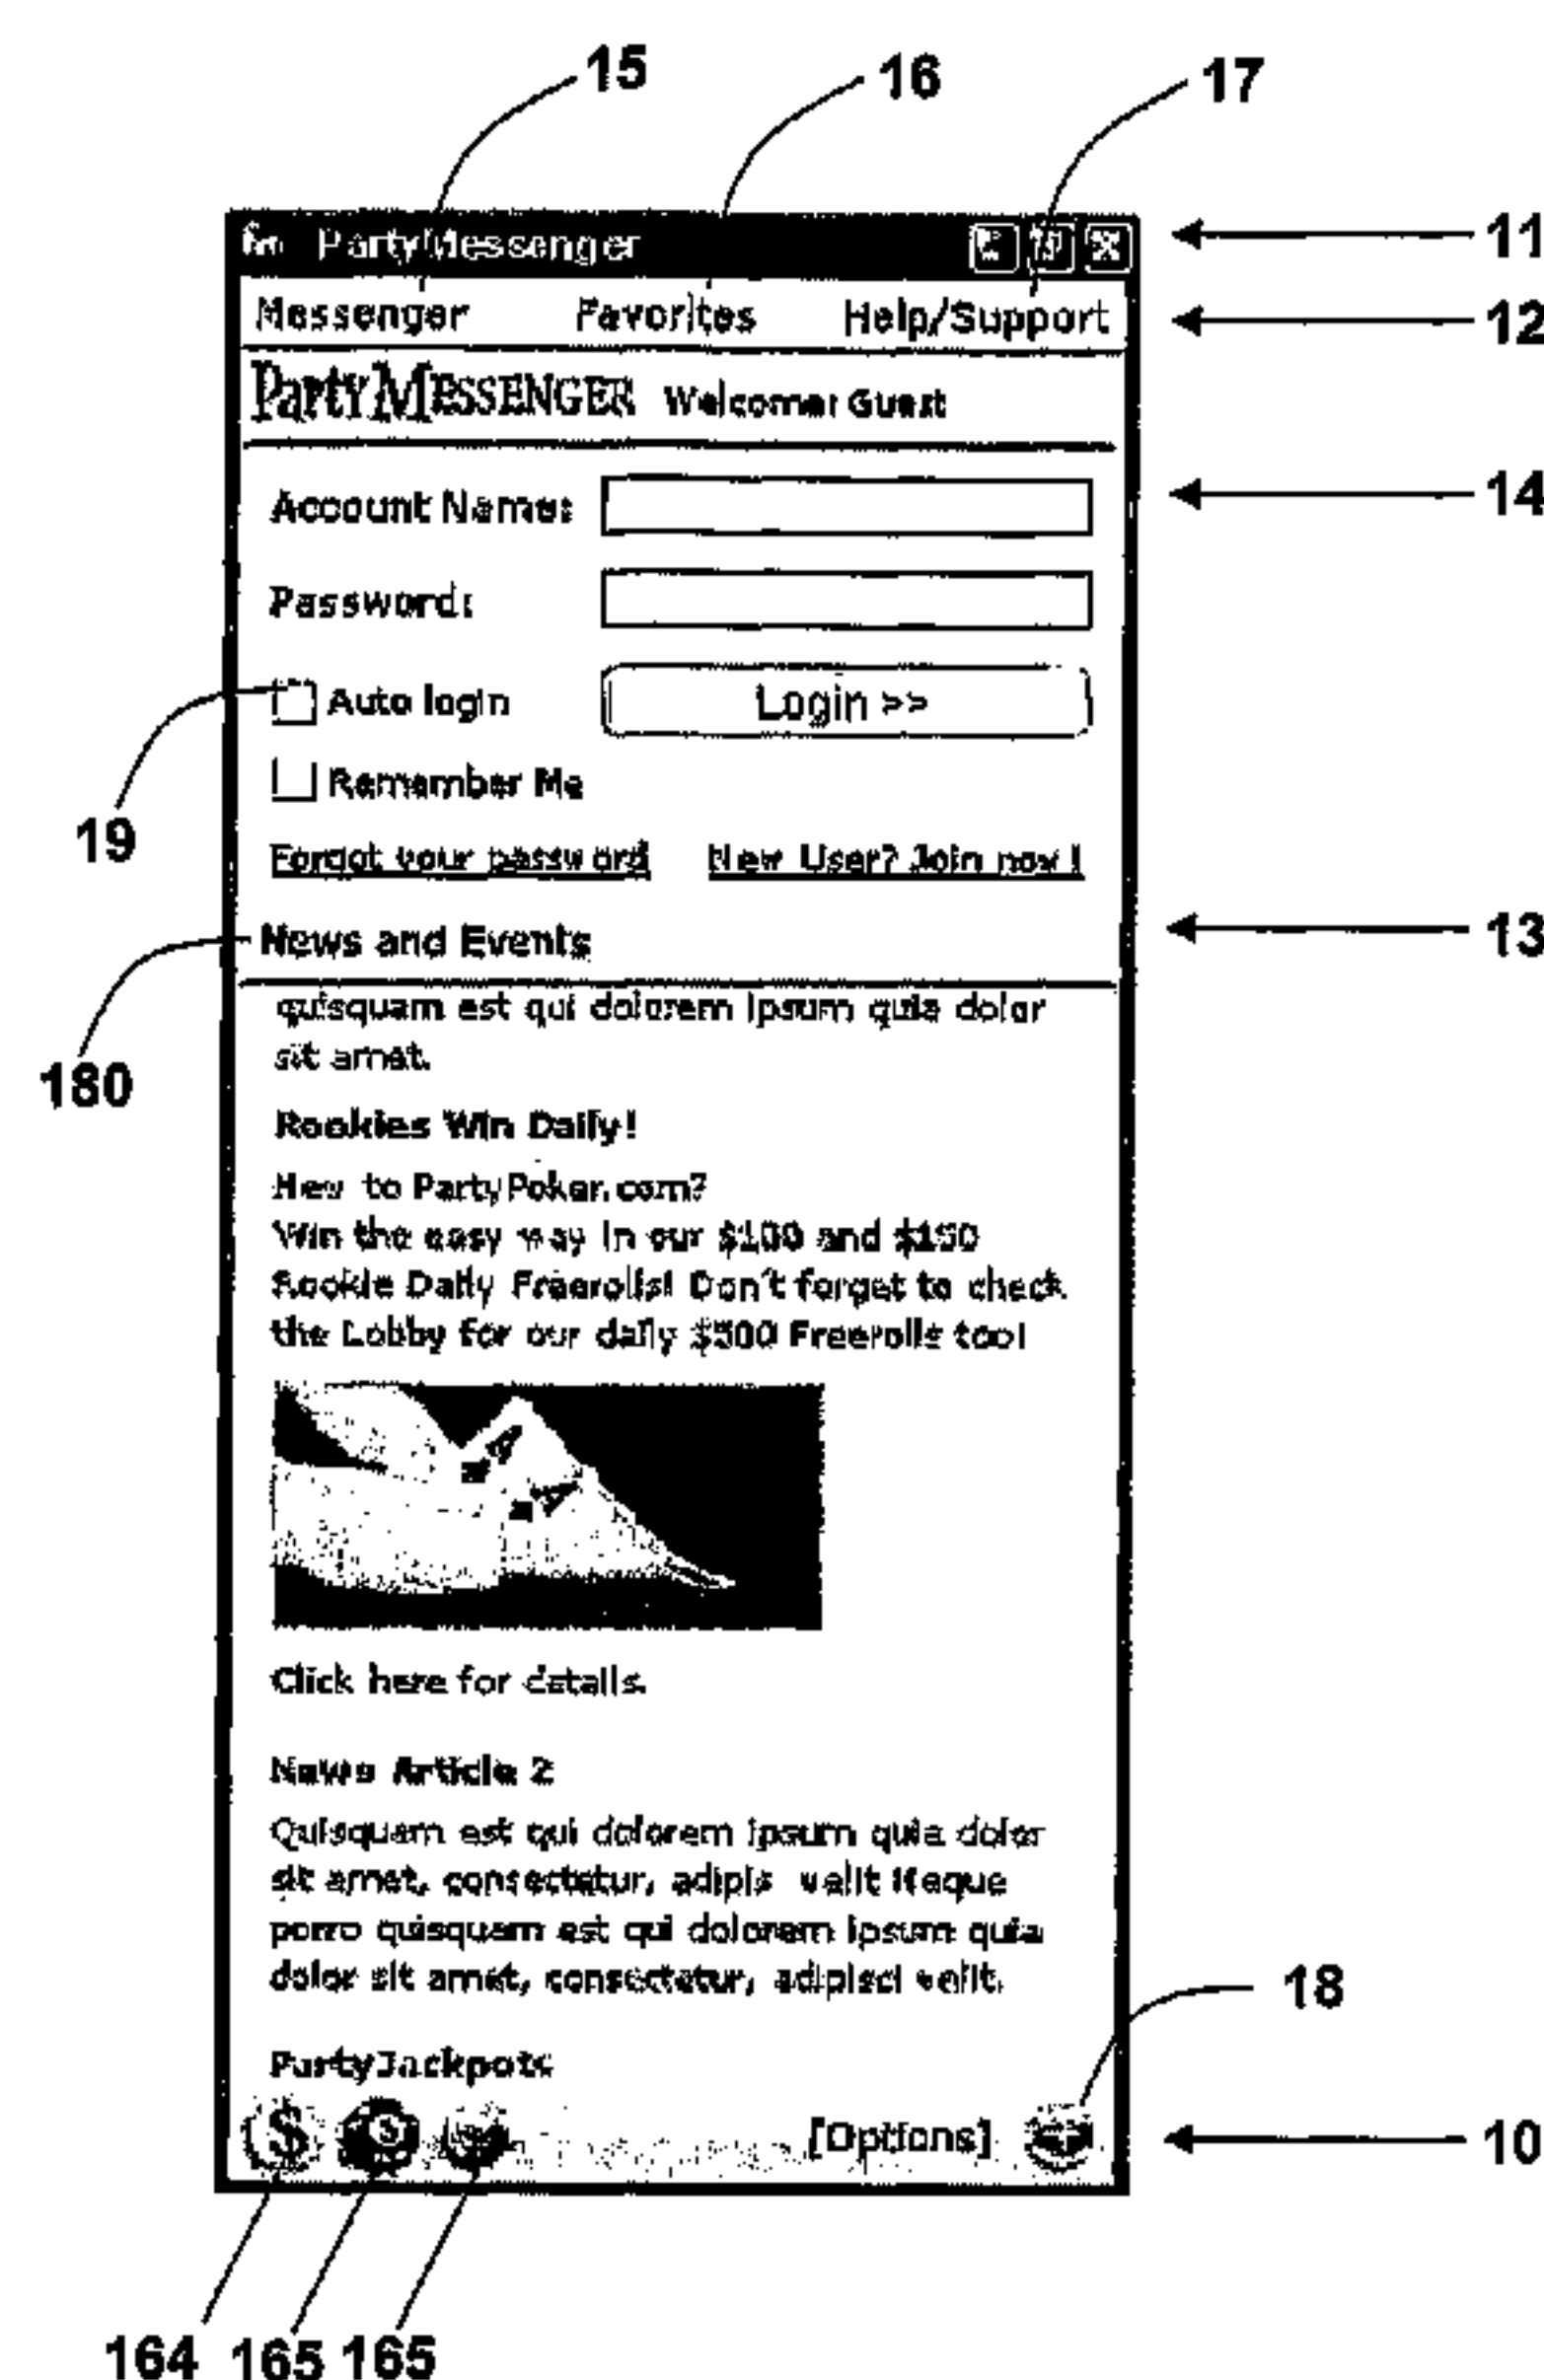 15 16 17
PartyMessenger 11
Messenger Favorites Help/Support 12
PartyMessenger Welcome: Guest
Account Name: 14
Password:
Auto login Login >>
Remember Me
19
Forgot your password New User? Join now!
News and Events 13
quisquam est qui dolorem ipsum quia dolor
sit amet.
180
Rookies Win Daily!
New to PartyPoker.com?
Win the easy way in our $100 and $150
Rookie Daily Freerolls! Don't forget to check
the Lobby for our daily $500 Freerolls too!
Click here for details.
News Article 2
Quisquam est qui dolorem ipsum quia dolor
sit amet, consectetur, adipis velit Neque
porro quisquam est qui dolorem ipsum quia
dolor sit amet, consectetur, adipisci velit.
18
PartyJackpots
$ $ [Options] 10
164 165 165